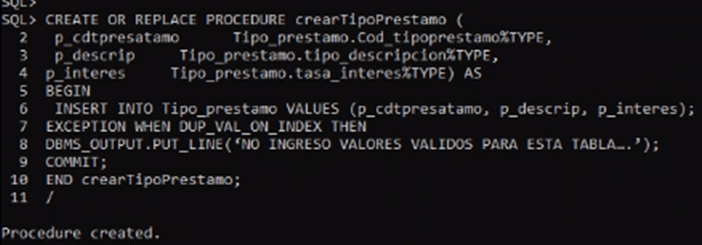 SQL>
SQL> CREATE OR REPLACE PROCEDURE crearTipoPrestamo (
2 p_cdtpresatamo Tipo_prestamo.Cod_tipoprestamo%TYPE,
3 p_descrip Tipo_prestamo.tipo_descripcion%TYPE,
4 p_interes Tipo_prestamo.tasa_interes%TYPE) AS
5 BEGIN
6 INSERT INTO Tipo_prestamo VALUES (p_cdtpresatamo, p_descrip, p_interes);
7 EXCEPTION WHEN DUP_VAL_ON_INDEX THEN
8 DBMS_OUTPUT.PUT_LINE(‘NO INGRESO VALORES VALIDOS PARA ESTA TABLA….’);
9 COMMIT;
10 END crearTipoPrestamo;
11 /
Procedure created.